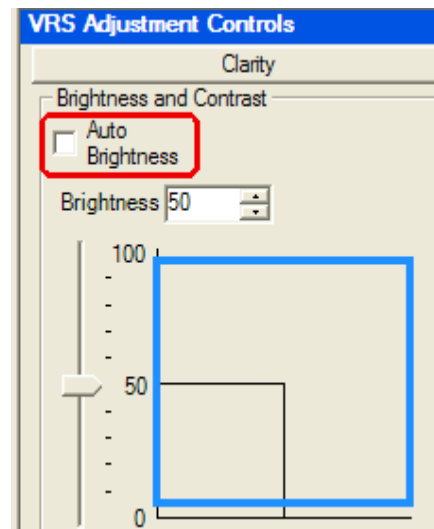 VRS Adjustment Controls
Clarity
Brightness and Contrast
Auto
Brightness
Brightness 50
100
50
0